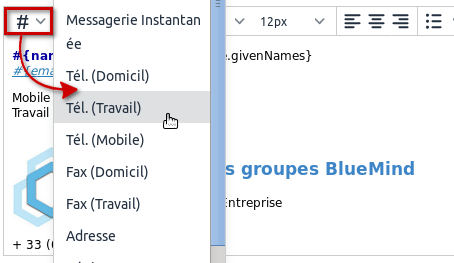 #
12px
Messagerie Instantan
ée
Tél. (Domicil)
Tél. (Travail)
Tél. (Mobile)
Fax (Domicil)
Fax (Travail)
Adresse
#{nar
e.givenNames}
#{ema
Mobile
Travail
s groupes BlueMind
Entreprise
+ 33 (